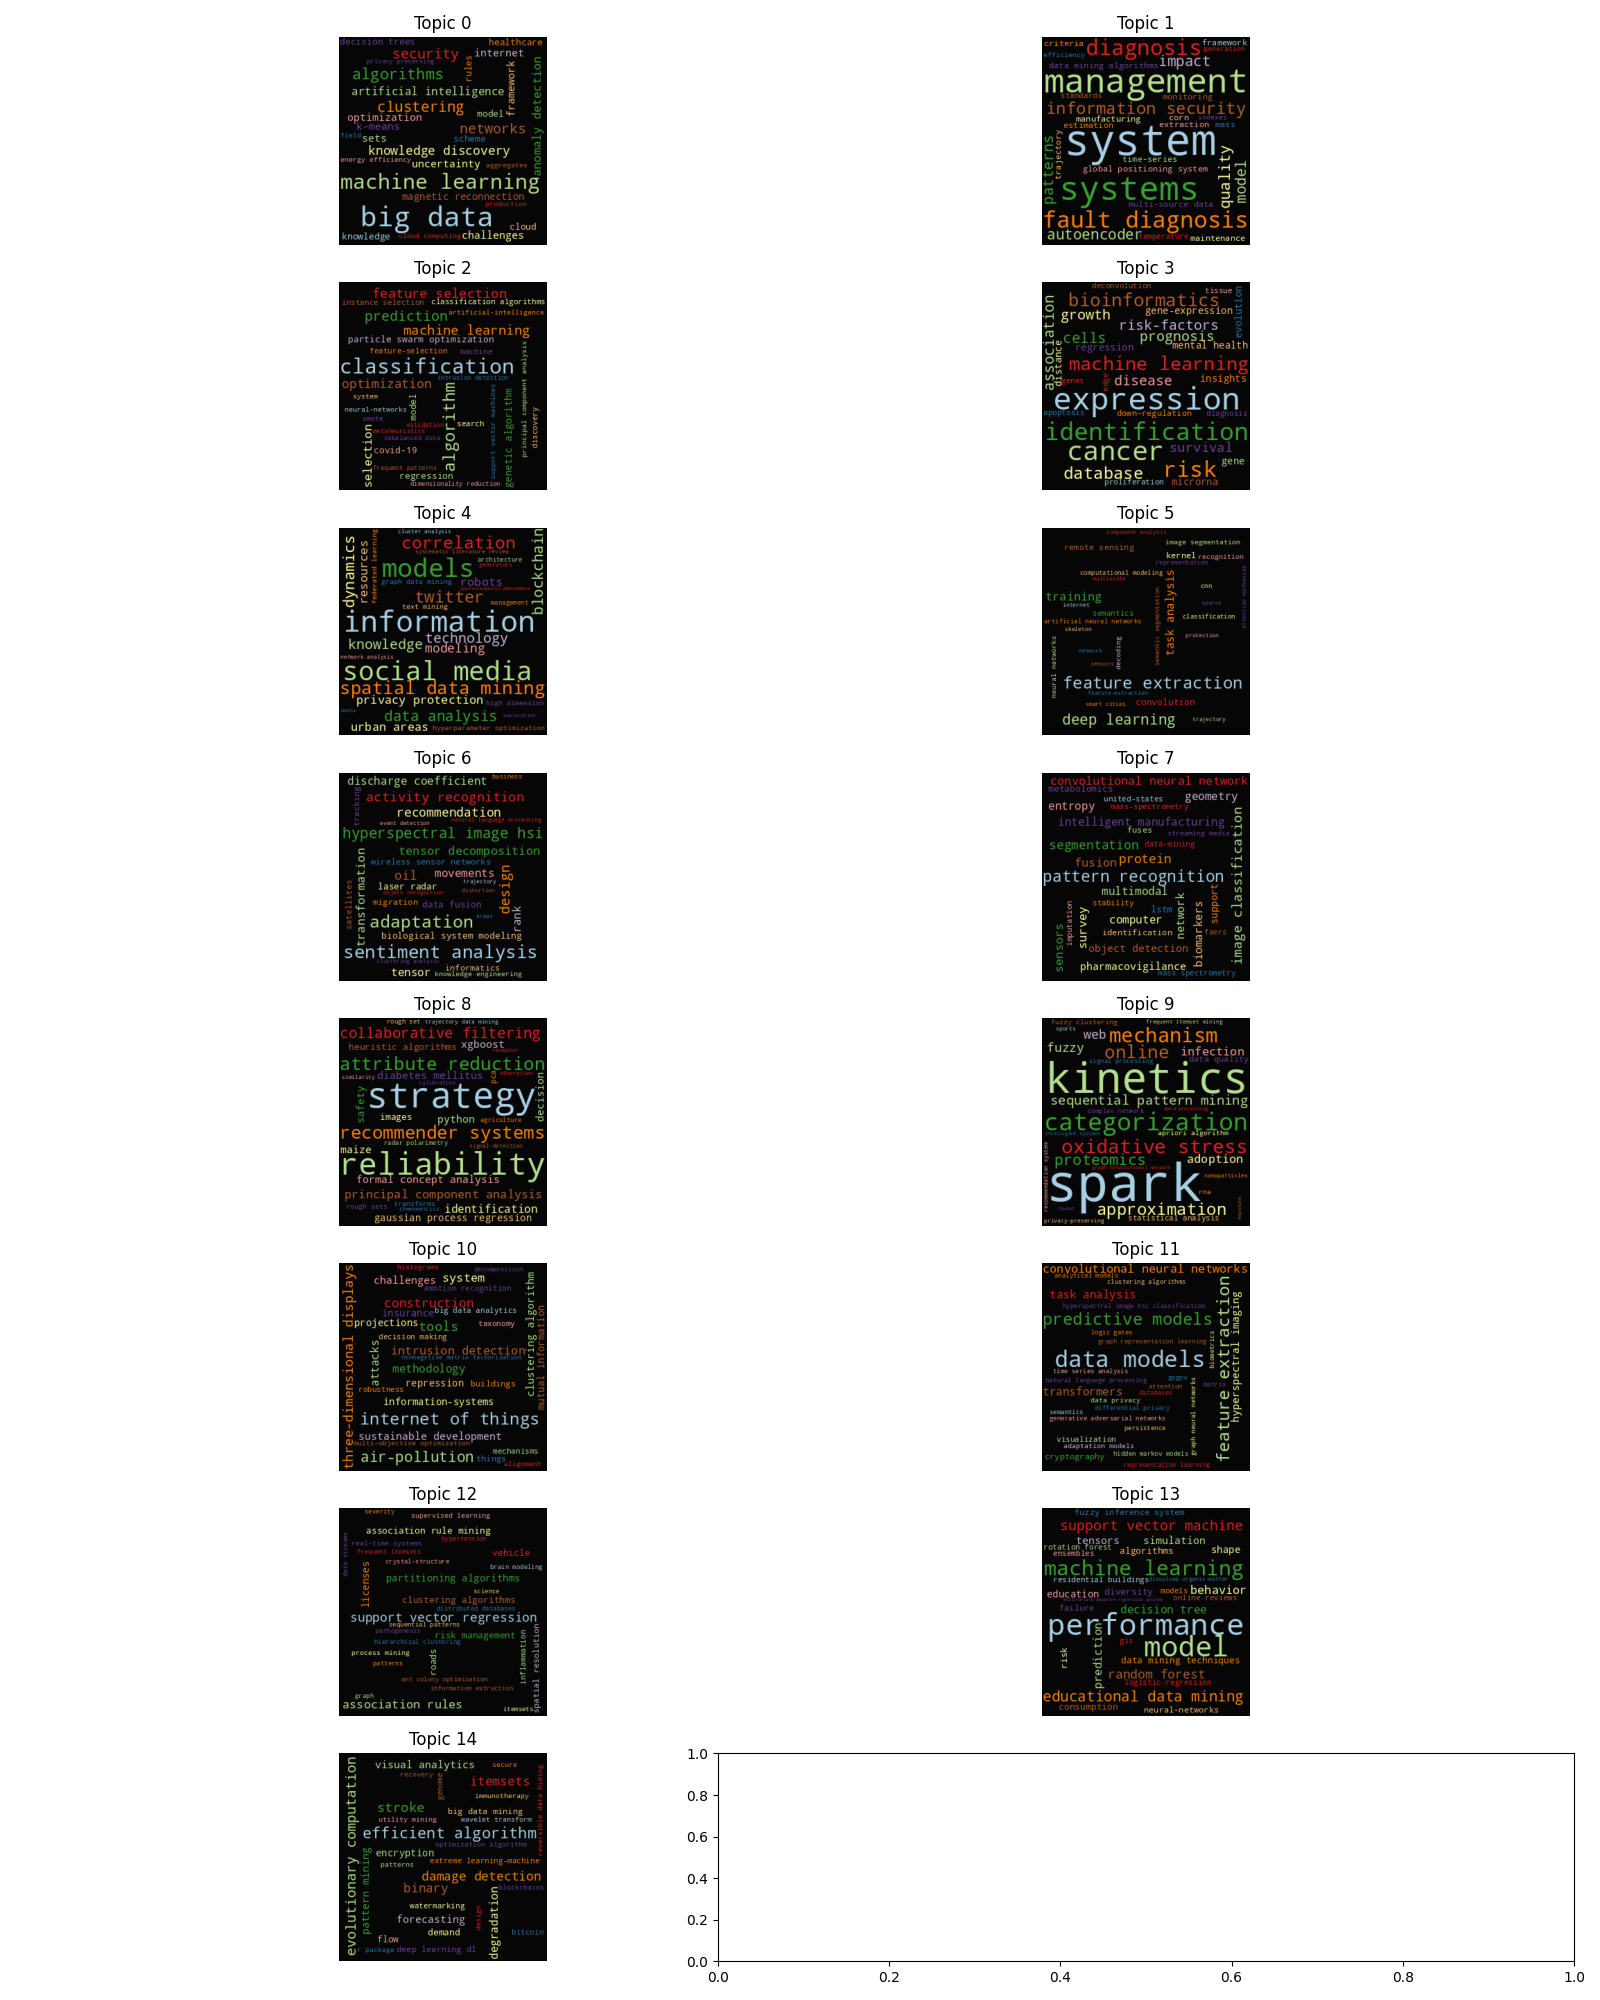 Topic 0
decision trees
healthcare
security
internet
privacy preserving
rules
algorithms
framework
anomaly detection
artificial intelligence
clustering
model
optimization
k-means
networks
field
sets
scheme
knowledge discovery
energy efficiency
uncertainty
aggregates
machine learning
magnetic reconnection
production
big data
cloud
knowledge
cloud computing
challenges
Topic 1
criteria
diagnosis
framework
generation
efficiency
data mining algorithms
impact
management
standards
monitoring
information security
manufacturing
corn
indexes
estimation
extraction
mass
patterns
trajectory
system
time-series
global positioning system
quality
model
systems
multi-source data
fault diagnosis
autoencoder
temperature
maintenance
Topic 2
feature selection
instance selection
classification algorithms
prediction
artificial-intelligence
machine learning
particle swarm optimization
feature-selection
machine
classification
intrusion detection
optimization
system
model
algorithm
neural-networks
smote
search
validation
metaheuristics
imbalanced data
selection
covid-19
support vector machines
genetic algorithm
principal component analysis
discovery
frequent patterns
regression
dimensionality reduction
Topic 3
deconvolution
tissue
evolution
association
bioinformatics
growth
gene-expression
risk-factors
cells
prognosis
distance
regression
mental health
machine learning
genes
edge
disease
insights
expression
apoptosis
down-regulation
diagnosis
identification
cancer
survival
gene
database
risk
proliferation
microrna
Topic 4
cluster analysis
dynamics
resources
federated learning
correlation
systematic literature review
architecture
blockchain
models
generators
graph data mining
robots
spatiotemporal phenomena
twitter
text mining
management
information
knowledge
technology
modeling
network analysis
social media
spatial data mining
privacy protection
high dimension
media
data analysis
exploration
urban areas
hyperparameter optimization
Topic 5
component analysis
image segmentation
remote sensing
kernel
recognition
representation
computational modeling
multiscale
task analysis
cnn
attention mechanism
training
internet
sparse
semantics
semantic segmentation
classification
artificial neural networks
skeleton
protection
neural networks
network
decoding
sensors
feature extraction
feature-extraction
smart cities
convolution
deep learning
trajectory
Topic 6
discharge coefficient
business
tracking
activity recognition
recommendation
natural language processing
event detection
hyperspectral image hsi
transformation
tensor decomposition
wireless sensor networks
oil
movements
design
trajectory
laser radar
object recognition
distortion
satellites
migration
data fusion
rank
adaptation
areas
biological system modeling
sentiment analysis
clustering analysis
informatics
tensor
knowledge engineering
Topic 7
convolutional neural network
metabolomics
united-states
geometry
entropy
mass-spectrometry
intelligent manufacturing
fuses
streaming media
image classification
segmentation
data-mining
fusion
protein
pattern recognition
multimodal
support
stability
imputation
survey
lstm
network
computer
sensors
identification
biomarkers
faers
object detection
pharmacovigilance
mass spectrometry
Topic 8
rough set
trajectory data mining
collaborative filtering
heuristic algorithms
xgboost
receptor
attribute reduction
similarity
diabetes mellitus
pca
adsorption
calibration
strategy
decision
safety
images
python
agriculture
recommender systems
radar polarimetry
signal-detection
maize
reliability
formal concept analysis
principal component analysis
rough sets
transforms
chemometrics
identification
gaussian process regression
Topic 9
fuzzy clustering
frequent itemset mining
sports
web
mechanism
fuzzy
online
infection
signal processing
data quality
kinetics
sequential pattern mining
complex network
data processing
categorization
intelligent systems
apriori algorithm
oxidative stress
recommendation system
proteomics
adoption
graph convolutional network
spark
nanoparticles
rna
exposure
approximation
privacy-preserving
statistical analysis
Topic 10
three-dimensional displays
histograms
decomposition
challenges
system
emotion recognition
construction
insurance
big data analytics
projections
tools
taxonomy
clustering algorithm
mutual information
decision making
attacks
intrusion detection
nonnegative matrix factorization
methodology
repression
buildings
robustness
information-systems
internet of things
sustainable development
multi-objective optimization
mechanisms
air-pollution
things
alignment
Topic 11
convolutional neural networks
analytical models
clustering algorithms
task analysis
feature extraction
hyperspectral image hsi classification
hyperspectral imaging
predictive models
logic gates
graph representation learning
biometrics
data models
time series analysis
natural language processing
gpgpu
attention
matrix
transformers
databases
data privacy
differential privacy
semantics
generative adversarial networks
graph neural networks
persistence
visualization
adaptation models
hidden markov models
cryptography
representation learning
Topic 12
severity
supervised learning
association rule mining
data streams
real-time systems
hypertension
frequent itemsets
vehicle
crystal-structure
brain modeling
licenses
partitioning algorithms
science
clustering algorithms
distributed databases
support vector regression
sequential patterns
pathogenesis
risk management
hierarchical clustering
process mining
roads
inflammation
spatial resolution
patterns
ant colony optimization
information extraction
graph
association rules
itemsets
Topic 13
fuzzy inference system
support vector machine
tensors
simulation
rotation forest
ensembles
algorithms
shape
machine learning
residential buildings
dissolved organic-matter
education
diversity
models
behavior
online reviews
multivariate adaptive regression splines
failure
decision tree
performance
gis
model
risk
prediction
data mining techniques
random forest
logistic-regression
educational data mining
consumption
neural-networks
Topic 14
evolutionary computation
visual analytics
secure
recovery
genome
itemsets
reversible data hiding
immunotherapy
stroke
big data mining
utility mining
wavelet transform
efficient algorithm
optimization algorithm
encryption
pattern mining
patterns
extreme learning-machine
damage detection
binary
blockchains
degradation
watermarking
design
forecasting
demand
bitcoin
flow
r package
deep learning dl
1.0
0.8
0.6
0.4
0.2
0.0
0.0 0.2 0.4 0.6 0.8 1.0